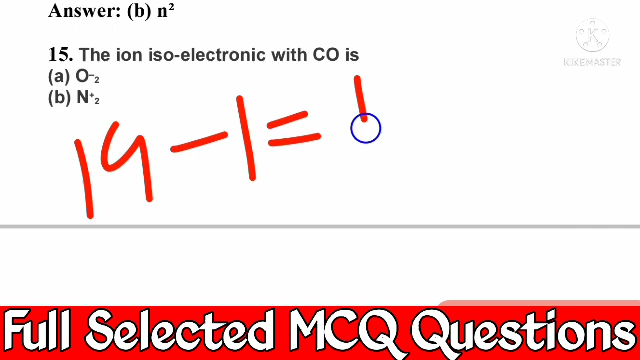 Answer: (b) n²
15. The ion iso-electronic with CO is
(a) O⁻₂
(b) N⁺₂
14 - 1 = 1
KINEMASTER
Full Selected MCQ Questions